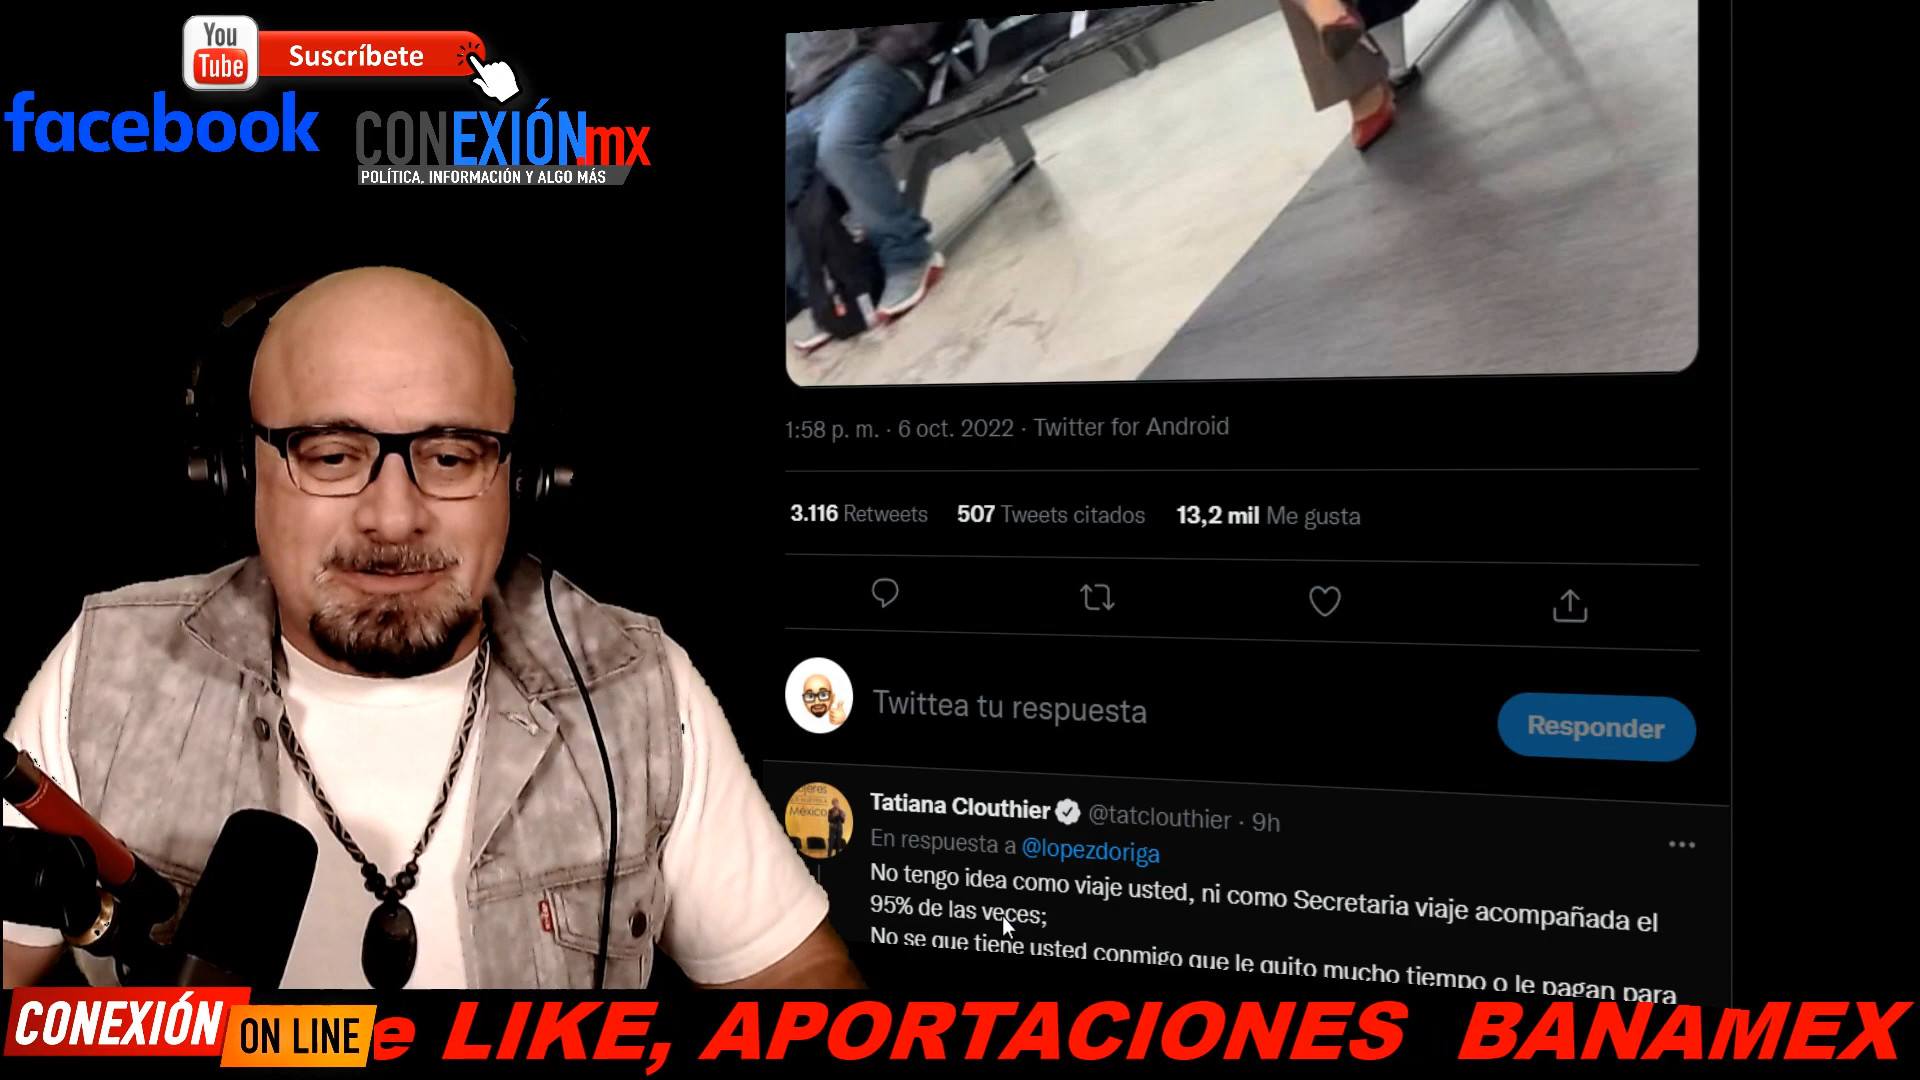 You
Tube
Suscríbete
facebook
CONEXIÓN.mx
POLÍTICA, INFORMACIÓN Y ALGO MÁS
1:58 p. m. · 6 oct. 2022 · Twitter for Android
3.116 Retweets 507 Tweets citados 13,2 mil Me gusta
Twittea tu respuesta
Responder
México
Tatiana Clouthier @tatclouthier · 9h
En respuesta a @lopezdoriga
No tengo idea como viaje usted, ni como Secretaria viaje acompañada el
95% de las veces;
No se que tiene usted conmigo que le quito mucho tiempo o le pagan para
CONEXIÓN
ON LINE
e LIKE, APORTACIONES BANAMEX